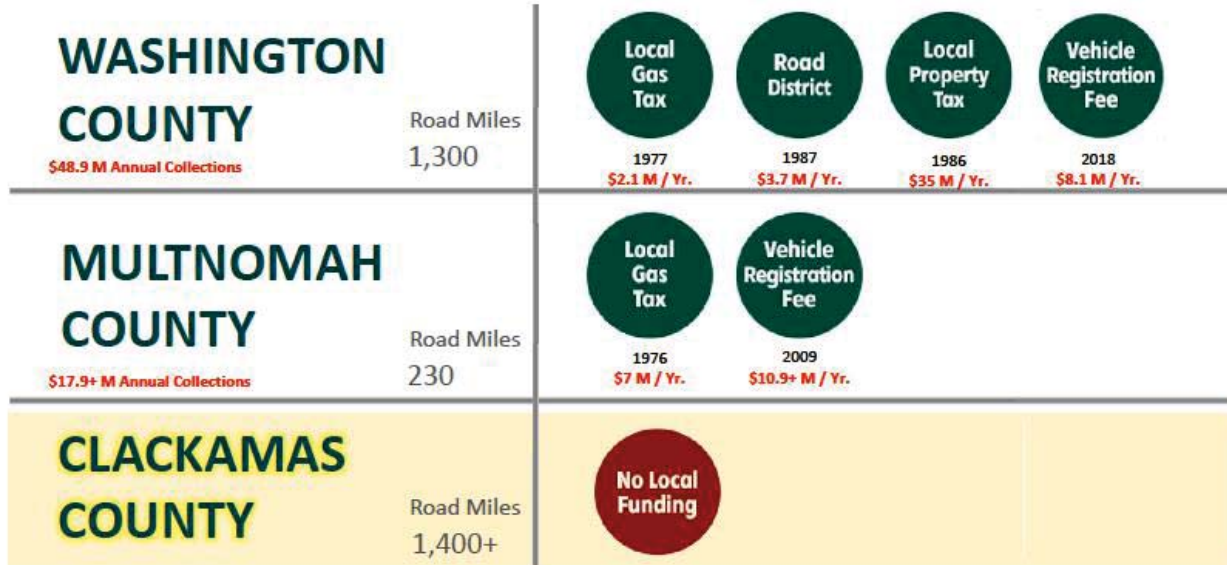 WASHINGTON
COUNTY
$48.9 M Annual Collections
Road Miles
1,300
Local
Gas
Tax
1977
$2.1 M / Yr.
Road
District
1987
$3.7 M / Yr.
Local
Property
Tax
1986
$35 M / Yr.
Vehicle
Registration
Fee
2018
$8.1 M / Yr.
MULTNOMAH
COUNTY
$17.9+ M Annual Collections
Road Miles
230
Local
Gas
Tax
1976
$7 M / Yr.
Vehicle
Registration
Fee
2009
$10.9+ M / Yr.
CLACKAMAS
COUNTY
Road Miles
1,400+
No Local
Funding